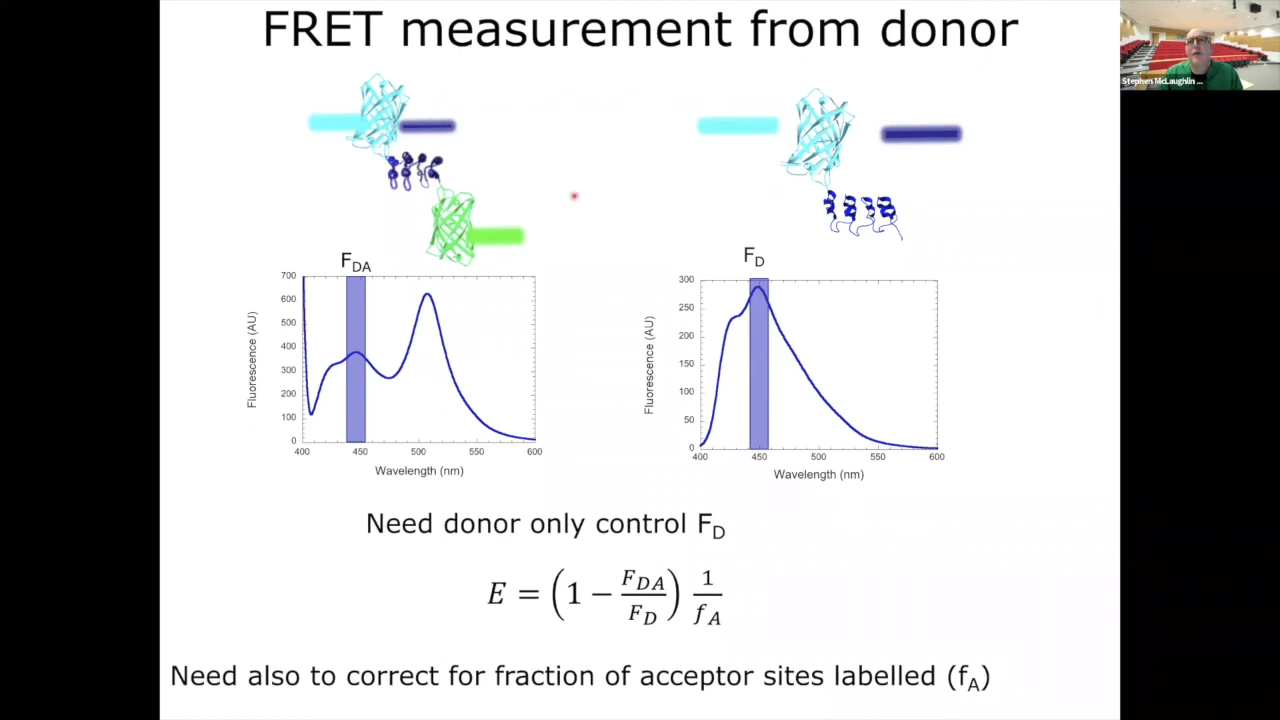 FRET measurement from donor
Stephen McLaughlin ...
F_DA
F_D
700
600
500
400
300
200
100
0
400
450
500
550
600
Fluorescence (AU)
Wavelength (nm)
300
250
200
150
100
50
0
400
450
500
550
600
Fluorescence (AU)
Wavelength (nm)
Need donor only control F_D
E = (1 − F_DA / F_D) 1 / f_A
Need also to correct for fraction of acceptor sites labelled (f_A)